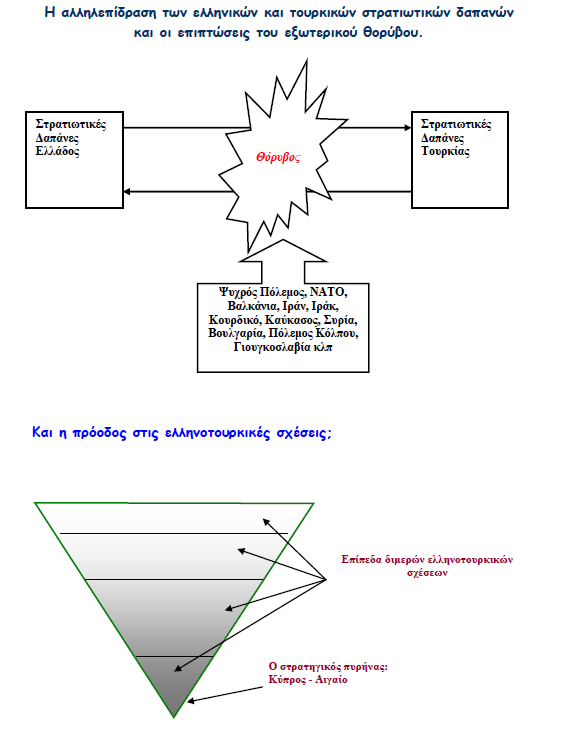 Η αλληλεπίδραση των ελληνικών και τουρκικών στρατιωτικών δαπανών
και οι επιπτώσεις του εξωτερικού θορύβου.
Στρατιωτικές
Δαπάνες
Ελλάδος
Θόρυβος
Στρατιωτικές
Δαπάνες
Τουρκίας
Ψυχρός Πόλεμος, ΝΑΤΟ,
Βαλκάνια, Ιράν, Ιράκ,
Κουρδικό, Καύκασος, Συρία,
Βουλγαρία, Πόλεμος Κόλπου,
Γιουγκοσλαβία κλπ
Και η πρόοδος στις ελληνοτουρκικές σχέσεις;
Επίπεδα διμερών ελληνοτουρκικών
σχέσεων
Ο στρατηγικός πυρήνας:
Κύπρος - Αιγαίο